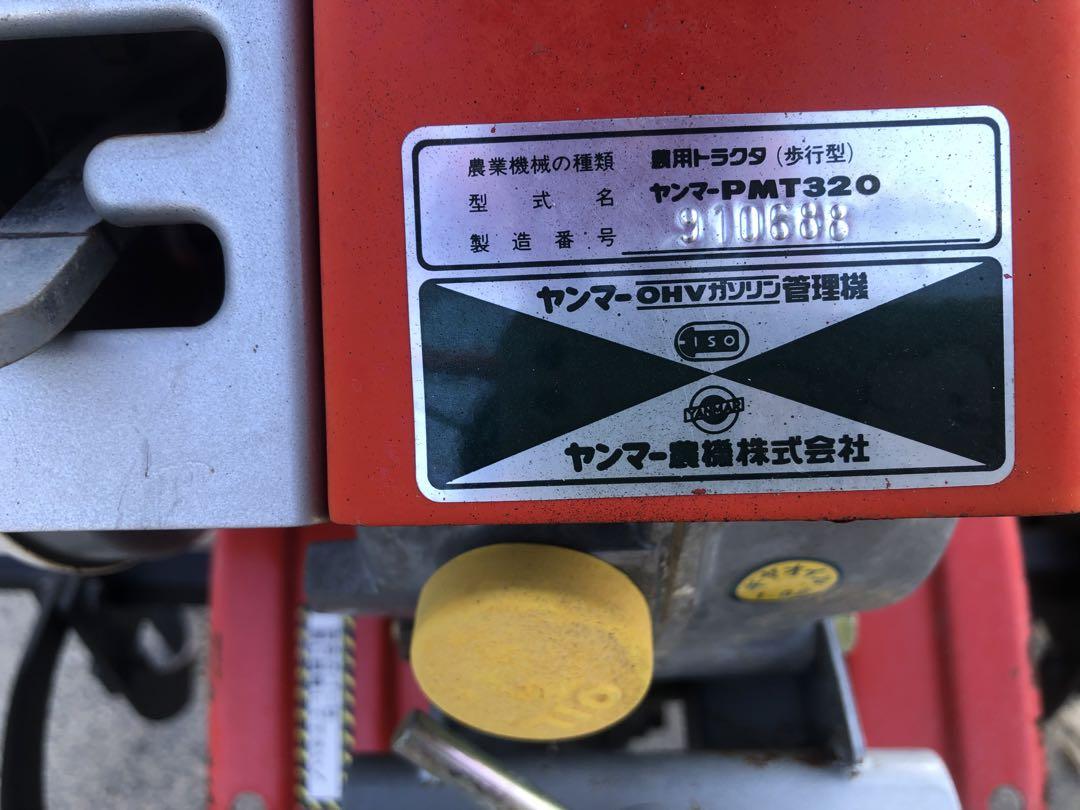 農業機械の種類 農用トラクタ（歩行型）
型式名 ヤンマーPMT320
製造番号 910688
ヤンマーOHVガソリン管理機
ISO
YANMAR
ヤンマー農機株式会社
OIL